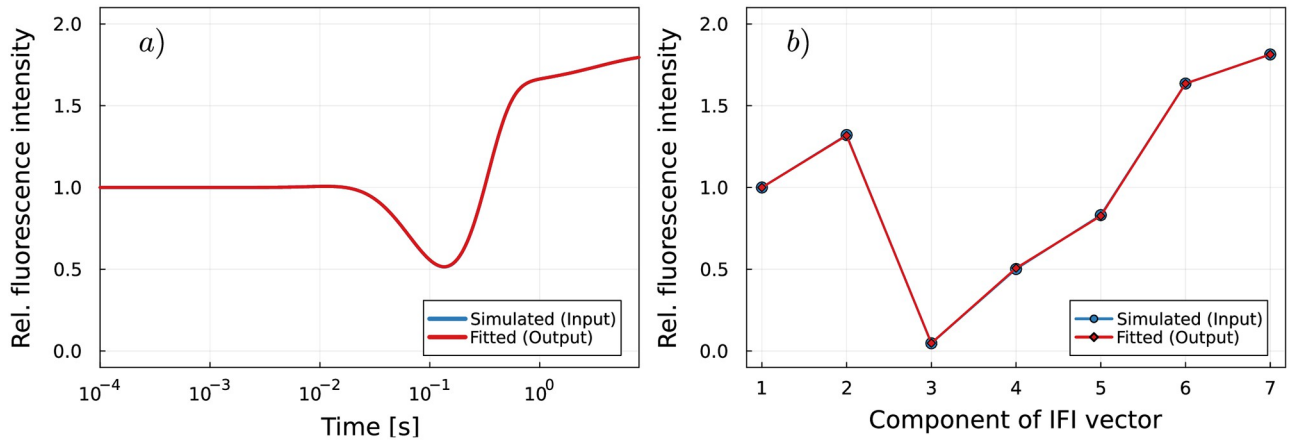 a)
Rel. fluorescence intensity
2.0
1.5
1.0
0.5
0.0
Simulated (Input)
Fitted (Output)
10⁻⁴ 10⁻³ 10⁻² 10⁻¹ 10⁰
Time [s]
b)
Rel. fluorescence intensity
2.0
1.5
1.0
0.5
0.0
Simulated (Input)
Fitted (Output)
1 2 3 4 5 6 7
Component of IFI vector